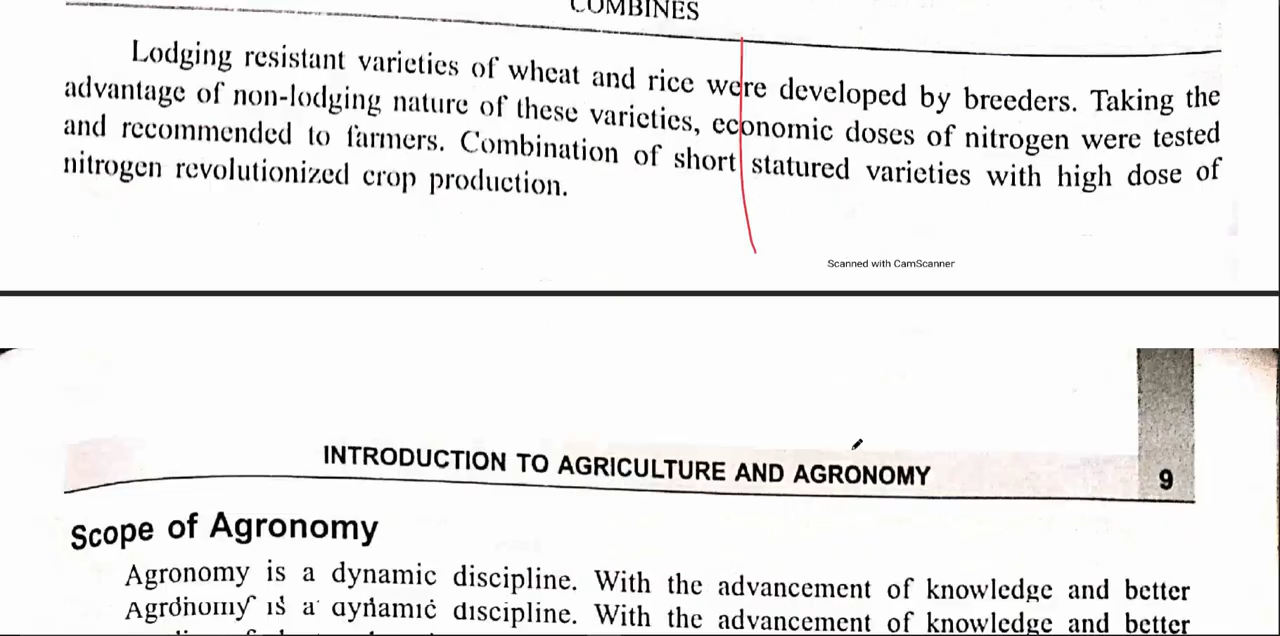 COMBINES
Lodging resistant varieties of wheat and rice were developed by breeders. Taking the
advantage of non-lodging nature of these varieties, economic doses of nitrogen were tested
and recommended to farmers. Combination of short statured varieties with high dose of
nitrogen revolutionized crop production.
Scanned with CamScanner
INTRODUCTION TO AGRICULTURE AND AGRONOMY
9
Scope of Agronomy
Agronomy is a dynamic discipline. With the advancement of knowledge and better
Agronomy is a dynamic discipline. With the advancement of knowledge and better